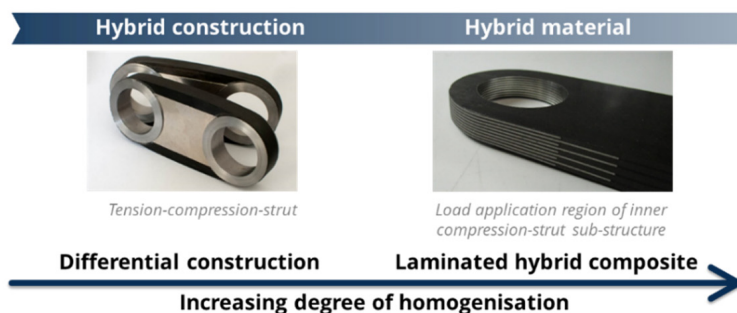 Hybrid construction
Hybrid material
Tension-compression-strut
Load application region of inner
compression-strut sub-structure
Differential construction
Laminated hybrid composite
Increasing degree of homogenisation